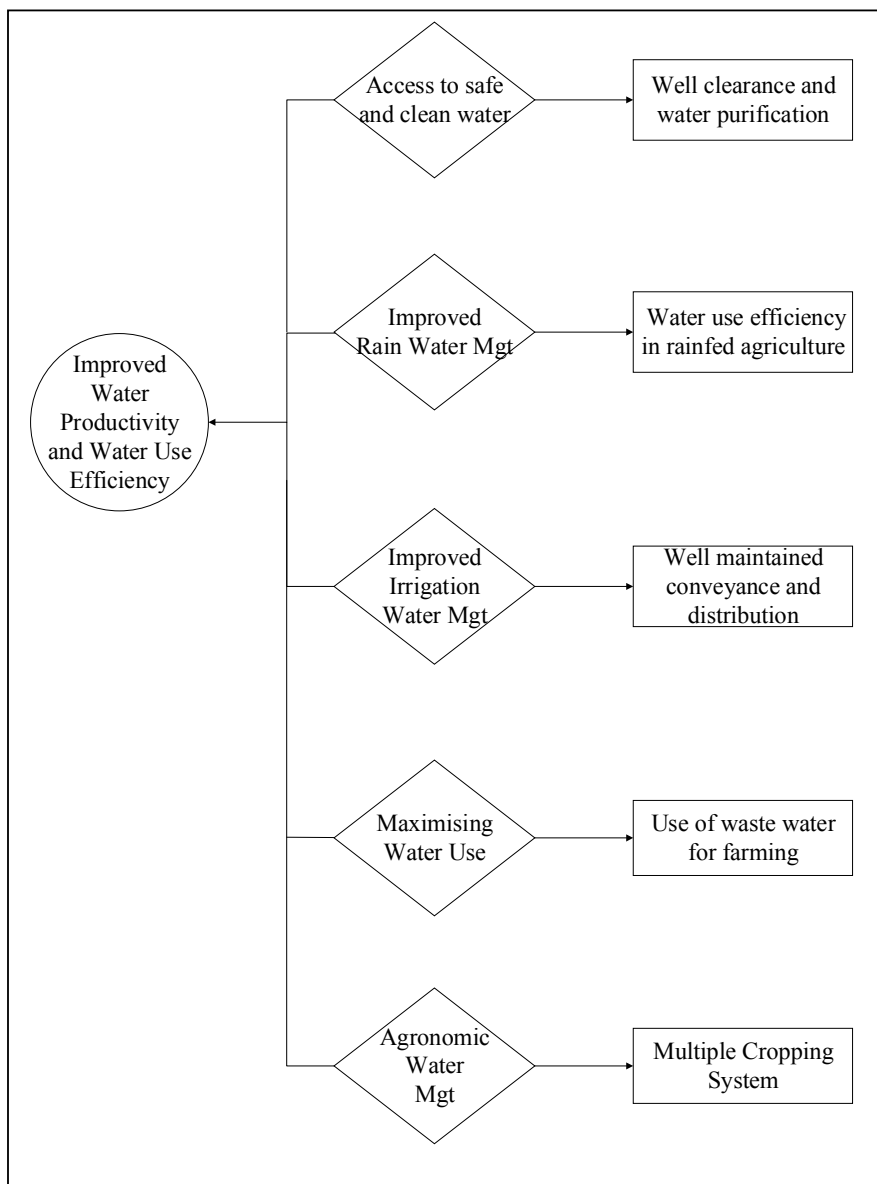 Access to safe
and clean water
Well clearance and
water purification
Improved
Rain Water Mgt
Water use efficiency
in rainfed agriculture
Improved
Water
Productivity
and Water Use
Efficiency
Improved
Irrigation
Water Mgt
Well maintained
conveyance and
distribution
Maximising
Water Use
Use of waste water
for farming
Agronomic
Water
Mgt
Multiple Cropping
System